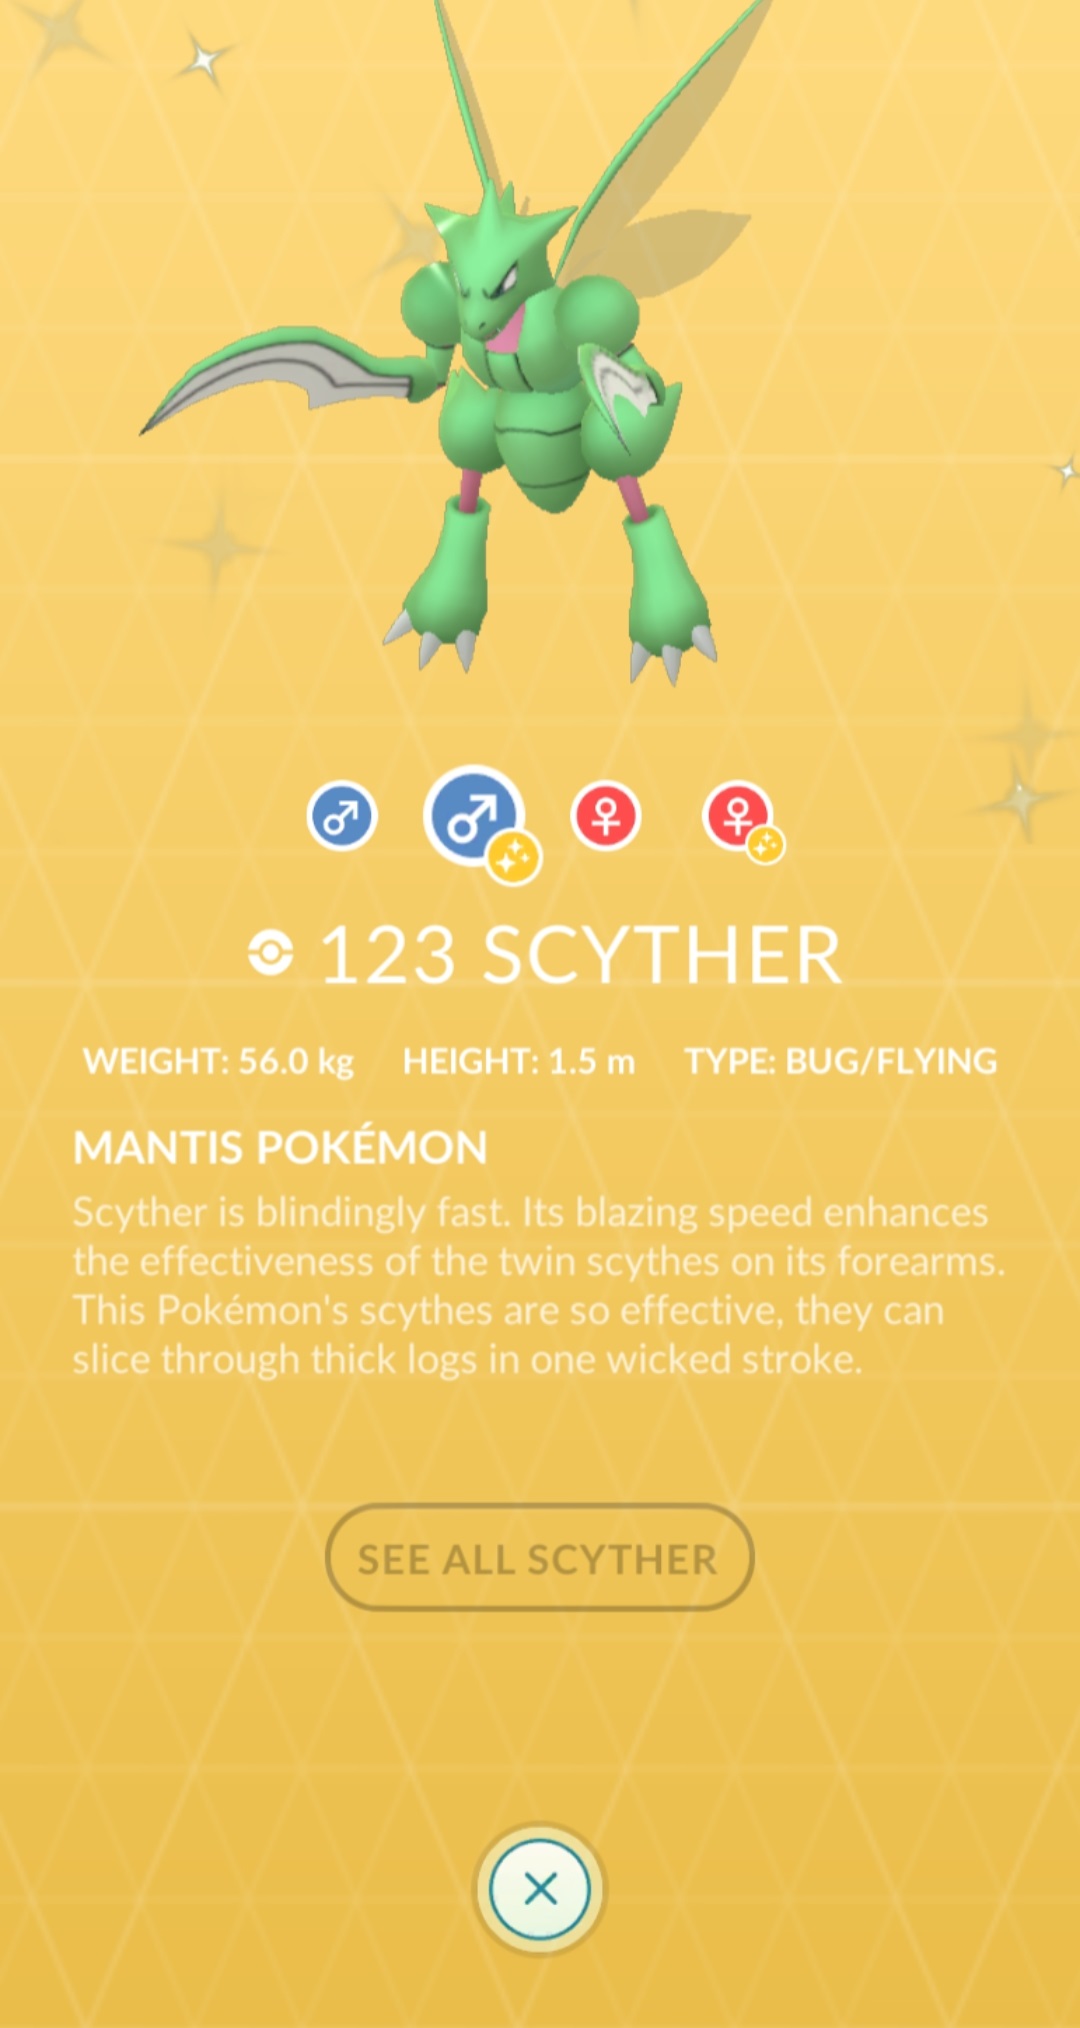 123 SCYTHER
WEIGHT: 56.0 kg HEIGHT: 1.5 m TYPE: BUG/FLYING
MANTIS POKÉMON
Scyther is blindingly fast. Its blazing speed enhances
the effectiveness of the twin scythes on its forearms.
This Pokémon's scythes are so effective, they can
slice through thick logs in one wicked stroke.
SEE ALL SCYTHER